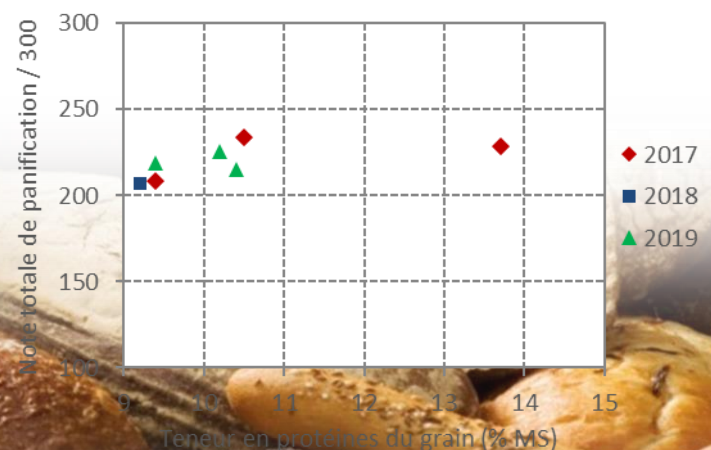 Note totale de panification / 300
300
250
200
150
100
9 10 11 12 13 14 15
Teneur en protéines du grain (% MS)
2017
2018
2019